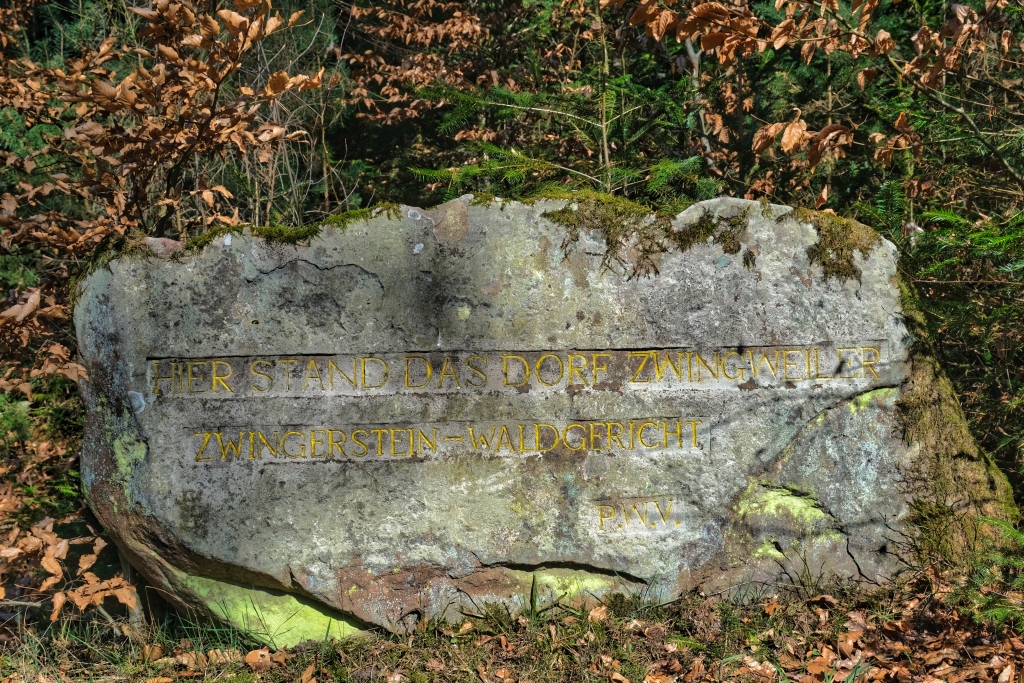 HIER STAND DAS DORF ZWINGWEILER
ZWINGERSTEIN-WALDGERICHT
P.W.V.